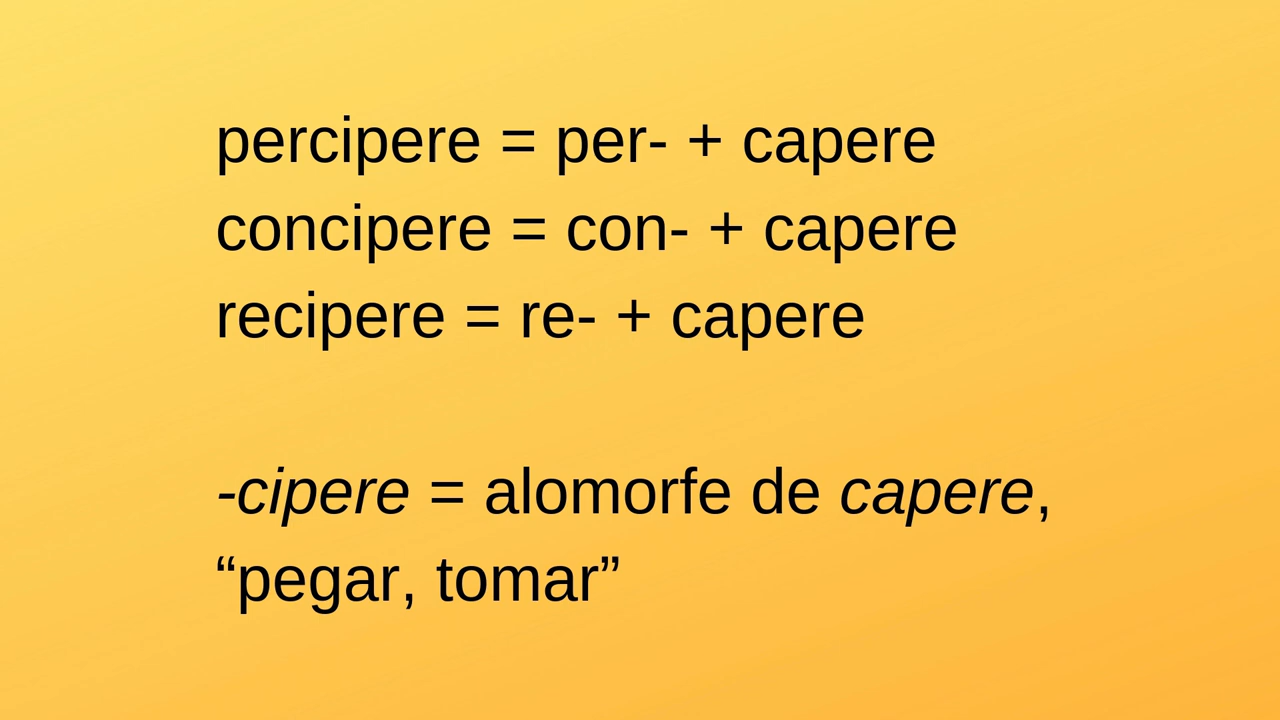 percipere = per- + capere
concipere = con- + capere
recipere = re- + capere
-cipere = alomorfe de capere,
“pegar, tomar”